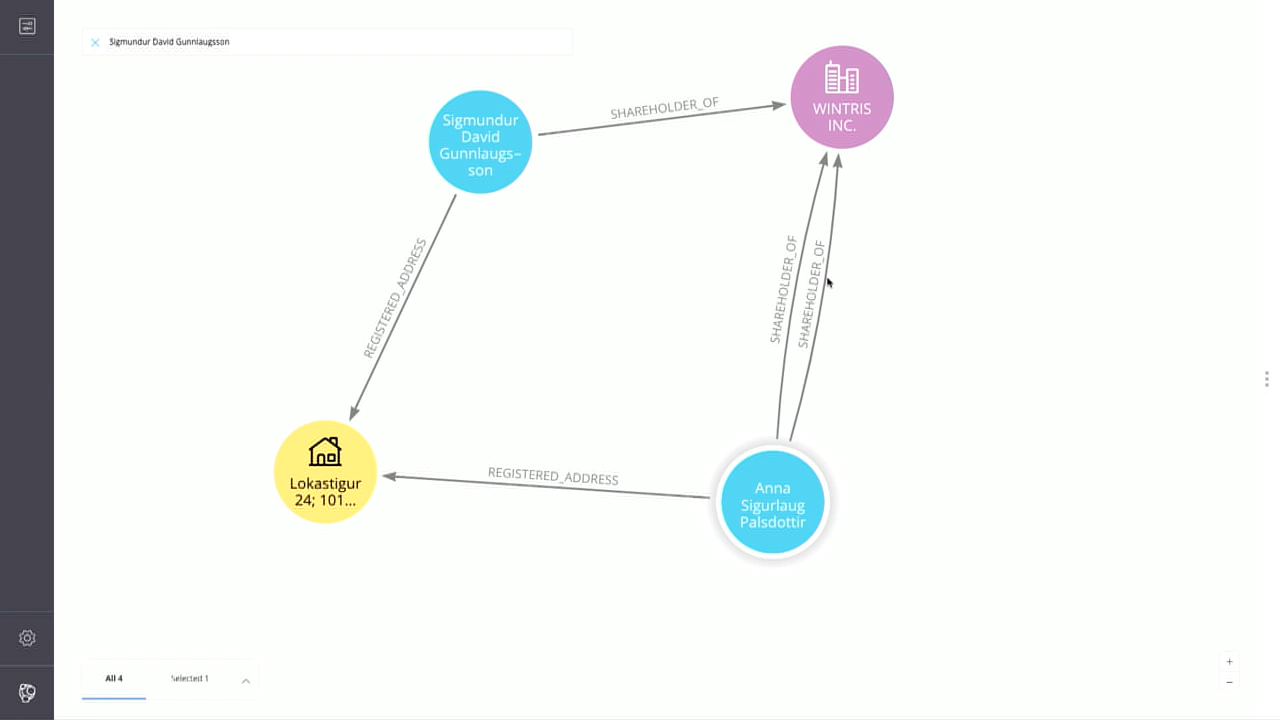 Sigmundur David Gunnlaugsson
Sigmundur
David
Gunnlaugs-
son
SHAREHOLDER_OF
WINTRIS
INC.
REGISTERED_ADDRESS
SHAREHOLDER_OF
SHAREHOLDER_OF
Lokastigur
24; 101...
REGISTERED_ADDRESS
Anna
Sigurlaug
Palsdottir
All 4
Selected 1